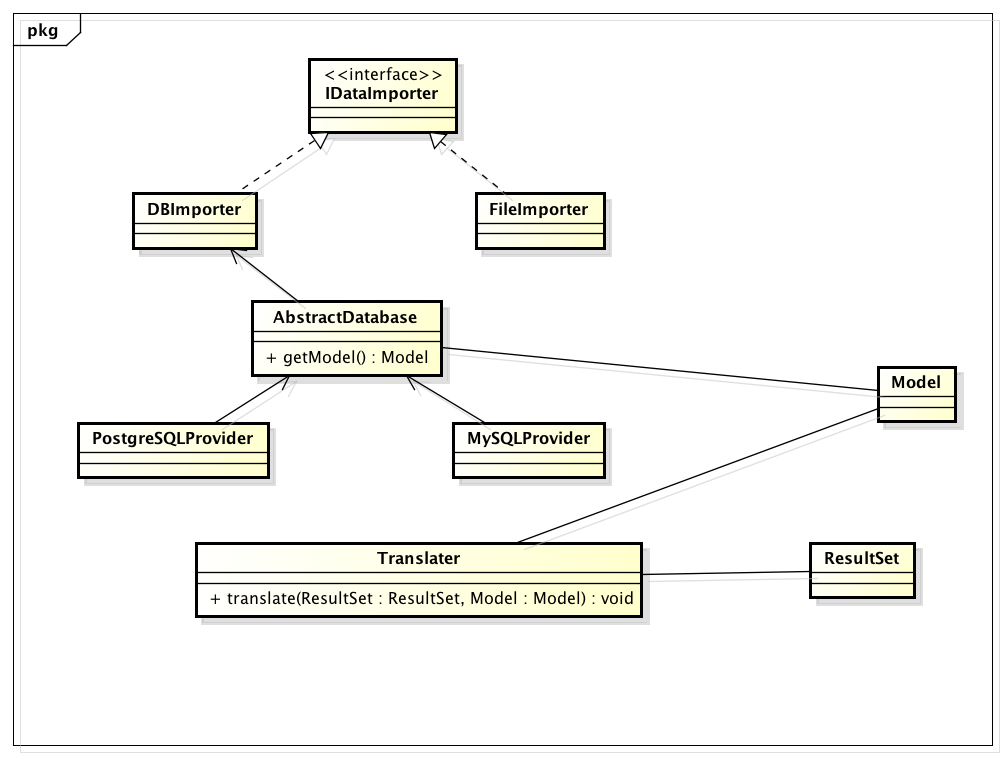 pkg
<<interface>>
IDataImporter
DBImporter
FileImporter
AbstractDatabase
+ getModel() : Model
Model
PostgreSQLProvider
MySQLProvider
Translater
+ translate(ResultSet : ResultSet, Model : Model) : void
ResultSet